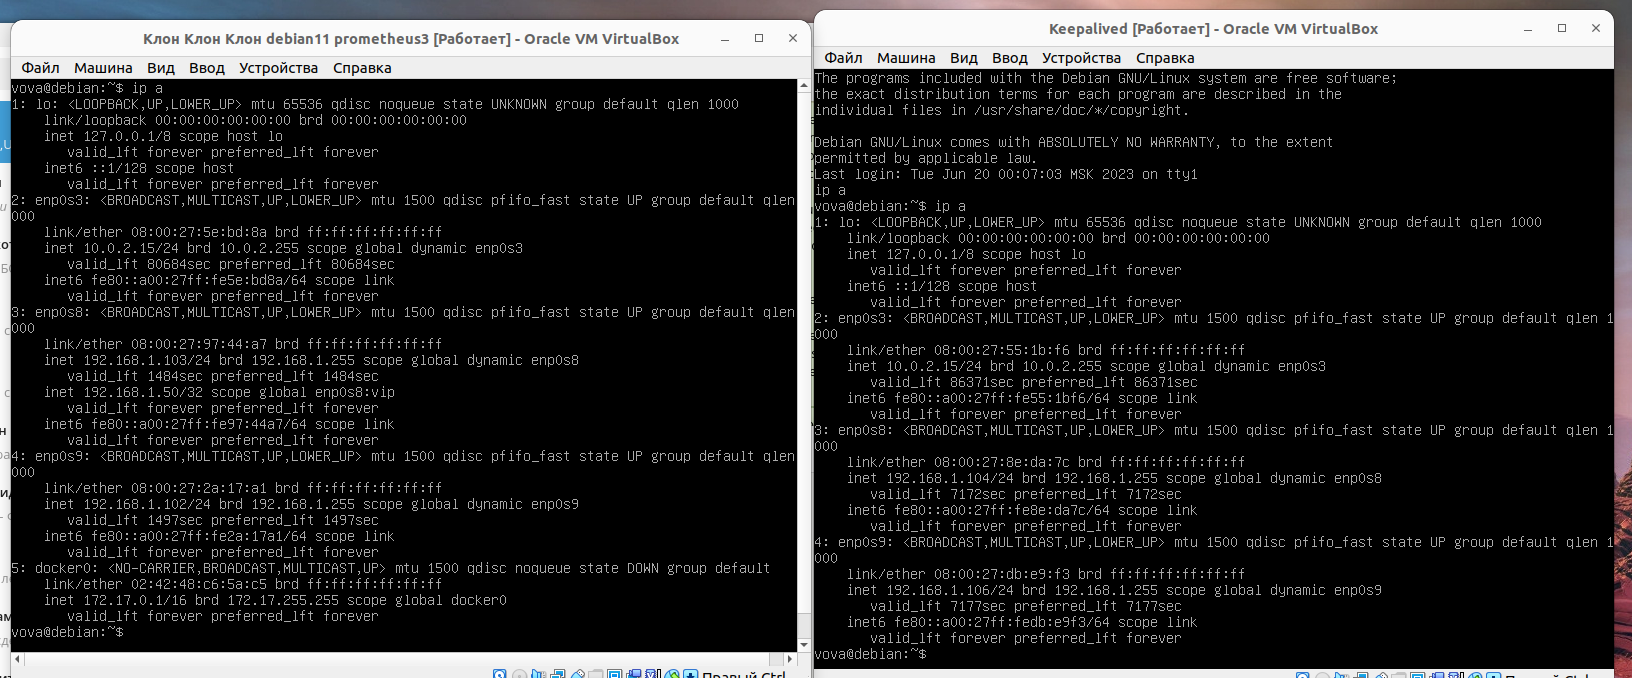 Клон Клон Клон debian11 prometheus3 [Работает] - Oracle VM VirtualBox
Файл Машина Вид Ввод Устройства Справка
vova@debian:~$ ip a
1: lo: <LOOPBACK,UP,LOWER_UP> mtu 65536 qdisc noqueue state UNKNOWN group default qlen 1000
link/loopback 00:00:00:00:00:00 brd 00:00:00:00:00:00
inet 127.0.0.1/8 scope host lo
valid_lft forever preferred_lft forever
inet6 ::1/128 scope host
valid_lft forever preferred_lft forever
2: enp0s3: <BROADCAST,MULTICAST,UP,LOWER_UP> mtu 1500 qdisc pfifo_fast state UP group default qlen
000
link/ether 08:00:27:5e:bd:8a brd ff:ff:ff:ff:ff:ff
inet 10.0.2.15/24 brd 10.0.2.255 scope global dynamic enp0s3
valid_lft 80684sec preferred_lft 80684sec
inet6 fe80::a00:27ff:fe5e:bd8a/64 scope link
valid_lft forever preferred_lft forever
3: enp0s8: <BROADCAST,MULTICAST,UP,LOWER_UP> mtu 1500 qdisc pfifo_fast state UP group default qlen
000
link/ether 08:00:27:97:44:a7 brd ff:ff:ff:ff:ff:ff
inet 192.168.1.103/24 brd 192.168.1.255 scope global dynamic enp0s8
valid_lft 1484sec preferred_lft 1484sec
inet 192.168.1.50/32 scope global enp0s8:vip
valid_lft forever preferred_lft forever
inet6 fe80::a00:27ff:fe97:44a7/64 scope link
valid_lft forever preferred_lft forever
4: enp0s9: <BROADCAST,MULTICAST,UP,LOWER_UP> mtu 1500 qdisc pfifo_fast state UP group default qlen
000
link/ether 08:00:27:2a:17:a1 brd ff:ff:ff:ff:ff:ff
inet 192.168.1.102/24 brd 192.168.1.255 scope global dynamic enp0s9
valid_lft 1497sec preferred_lft 1497sec
inet6 fe80::a00:27ff:fe2a:17a1/64 scope link
valid_lft forever preferred_lft forever
5: docker0: <NO-CARRIER,BROADCAST,MULTICAST,UP> mtu 1500 qdisc noqueue state DOWN group default
link/ether 02:42:48:c6:5a:c5 brd ff:ff:ff:ff:ff:ff
inet 172.17.0.1/16 brd 172.17.255.255 scope global docker0
valid_lft forever preferred_lft forever
vova@debian:~$
Правый Ctrl
Keepalived [Работает] - Oracle VM VirtualBox
Файл Машина Вид Ввод Устройства Справка
The programs included with the Debian GNU/Linux system are free software;
the exact distribution terms for each program are described in the
individual files in /usr/share/doc/*/copyright.
Debian GNU/Linux comes with ABSOLUTELY NO WARRANTY, to the extent
permitted by applicable law.
Last login: Tue Jun 20 00:07:03 MSK 2023 on tty1
ip a
vova@debian:~$ ip a
1: lo: <LOOPBACK,UP,LOWER_UP> mtu 65536 qdisc noqueue state UNKNOWN group default qlen 1000
link/loopback 00:00:00:00:00:00 brd 00:00:00:00:00:00
inet 127.0.0.1/8 scope host lo
valid_lft forever preferred_lft forever
inet6 ::1/128 scope host
valid_lft forever preferred_lft forever
2: enp0s3: <BROADCAST,MULTICAST,UP,LOWER_UP> mtu 1500 qdisc pfifo_fast state UP group default qlen 1
000
link/ether 08:00:27:55:1b:f6 brd ff:ff:ff:ff:ff:ff
inet 10.0.2.15/24 brd 10.0.2.255 scope global dynamic enp0s3
valid_lft 86371sec preferred_lft 86371sec
inet6 fe80::a00:27ff:fe55:1bf6/64 scope link
valid_lft forever preferred_lft forever
3: enp0s8: <BROADCAST,MULTICAST,UP,LOWER_UP> mtu 1500 qdisc pfifo_fast state UP group default qlen 1
000
link/ether 08:00:27:8e:da:7c brd ff:ff:ff:ff:ff:ff
inet 192.168.1.104/24 brd 192.168.1.255 scope global dynamic enp0s8
valid_lft 7172sec preferred_lft 7172sec
inet6 fe80::a00:27ff:fe8e:da7c/64 scope link
valid_lft forever preferred_lft forever
4: enp0s9: <BROADCAST,MULTICAST,UP,LOWER_UP> mtu 1500 qdisc pfifo_fast state UP group default qlen 1
000
link/ether 08:00:27:db:e9:f3 brd ff:ff:ff:ff:ff:ff
inet 192.168.1.106/24 brd 192.168.1.255 scope global dynamic enp0s9
valid_lft 7177sec preferred_lft 7177sec
inet6 fe80::a00:27ff:fedb:e9f3/64 scope link
valid_lft forever preferred_lft forever
vova@debian:~$